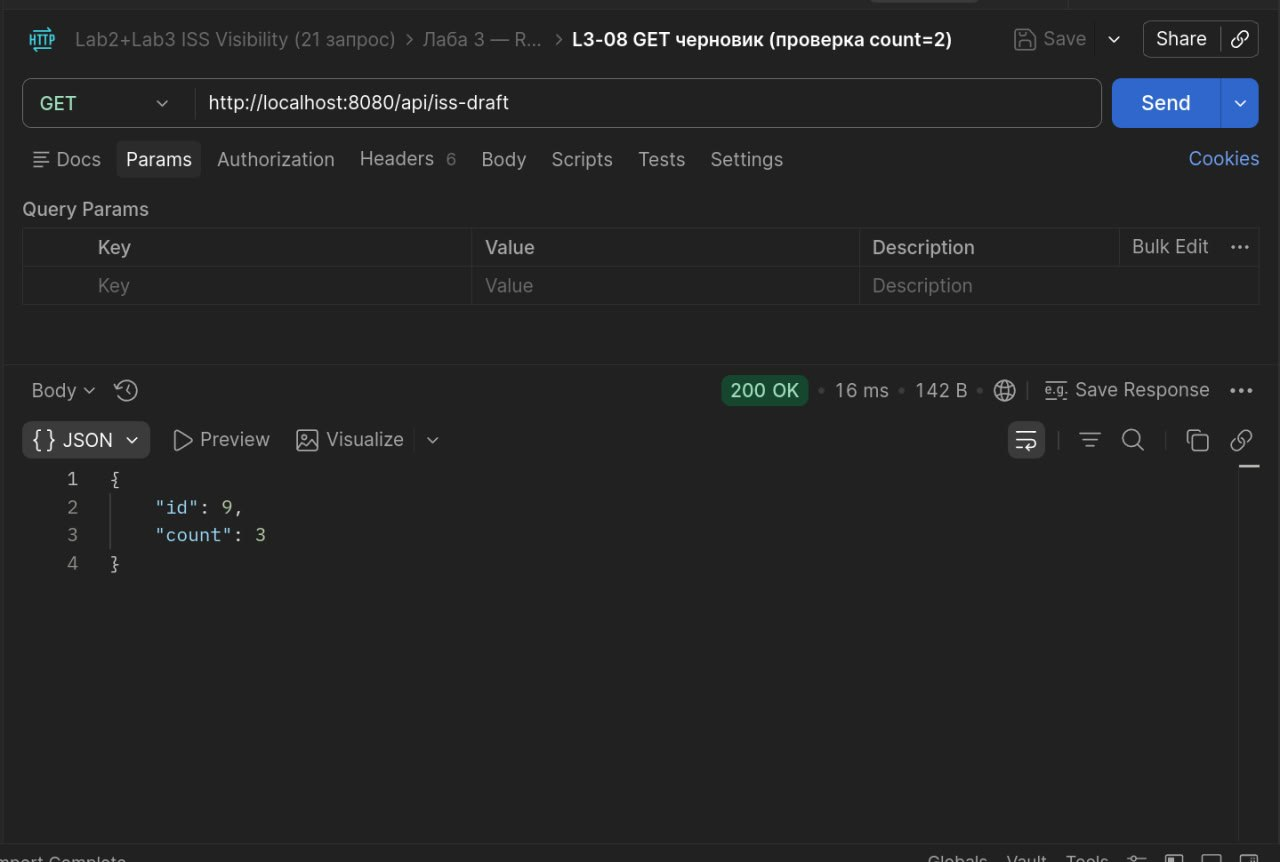 HTTP Lab2+Lab3 ISS Visibility (21 запрос) > Лаба 3 — R... > L3-08 GET черновик (проверка count=2) Save Share
GET http://localhost:8080/api/iss-draft Send
Docs Params Authorization Headers 6 Body Scripts Tests Settings Cookies
Query Params
Key Value Description Bulk Edit ...
Key Value Description
Body 200 OK • 16 ms • 142 B • e.g. Save Response ...
{ } JSON Preview Visualize
1 {
2 "id": 9,
3 "count": 3
4 }
Complete Globals Vault Tools